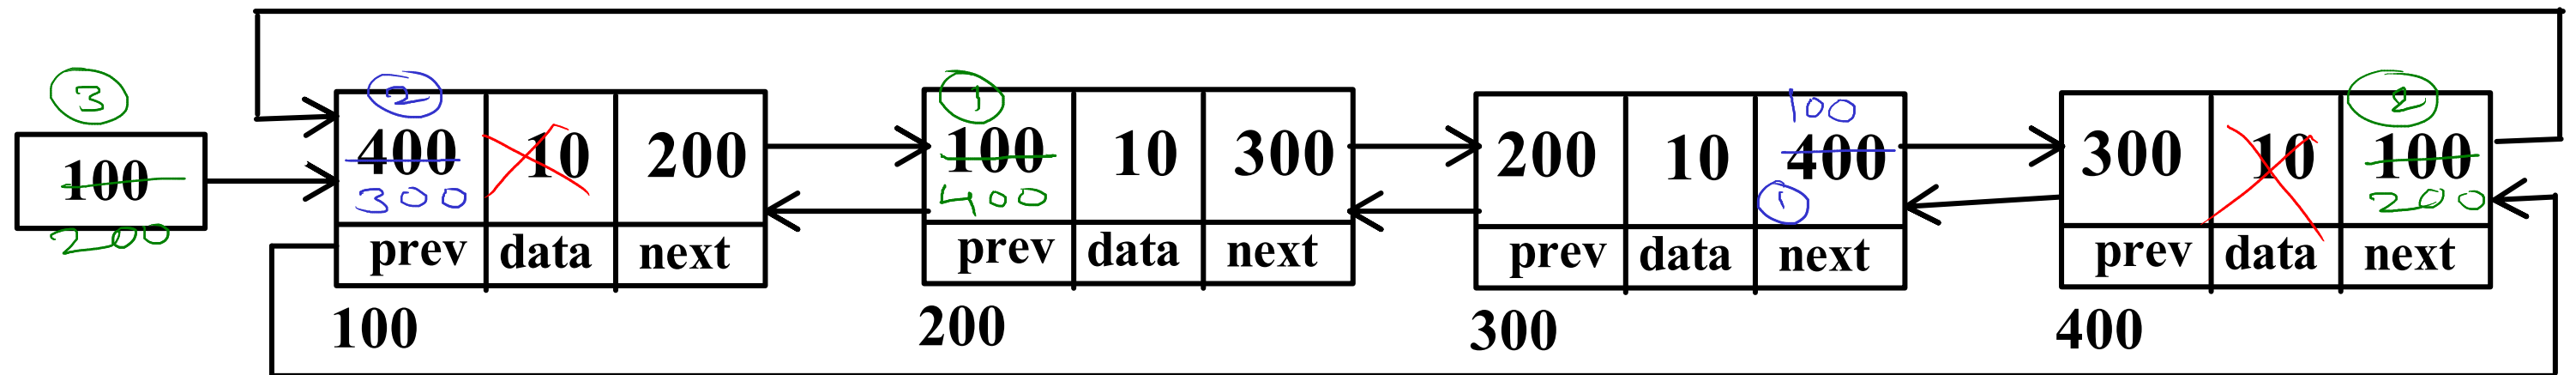 ③ ② ① 100 ②
100 400 10 200 100 10 300 200 10 400 300 10 100
200 300 400 ① 200
prev data next prev data next prev data next prev data next
100 200 300 400